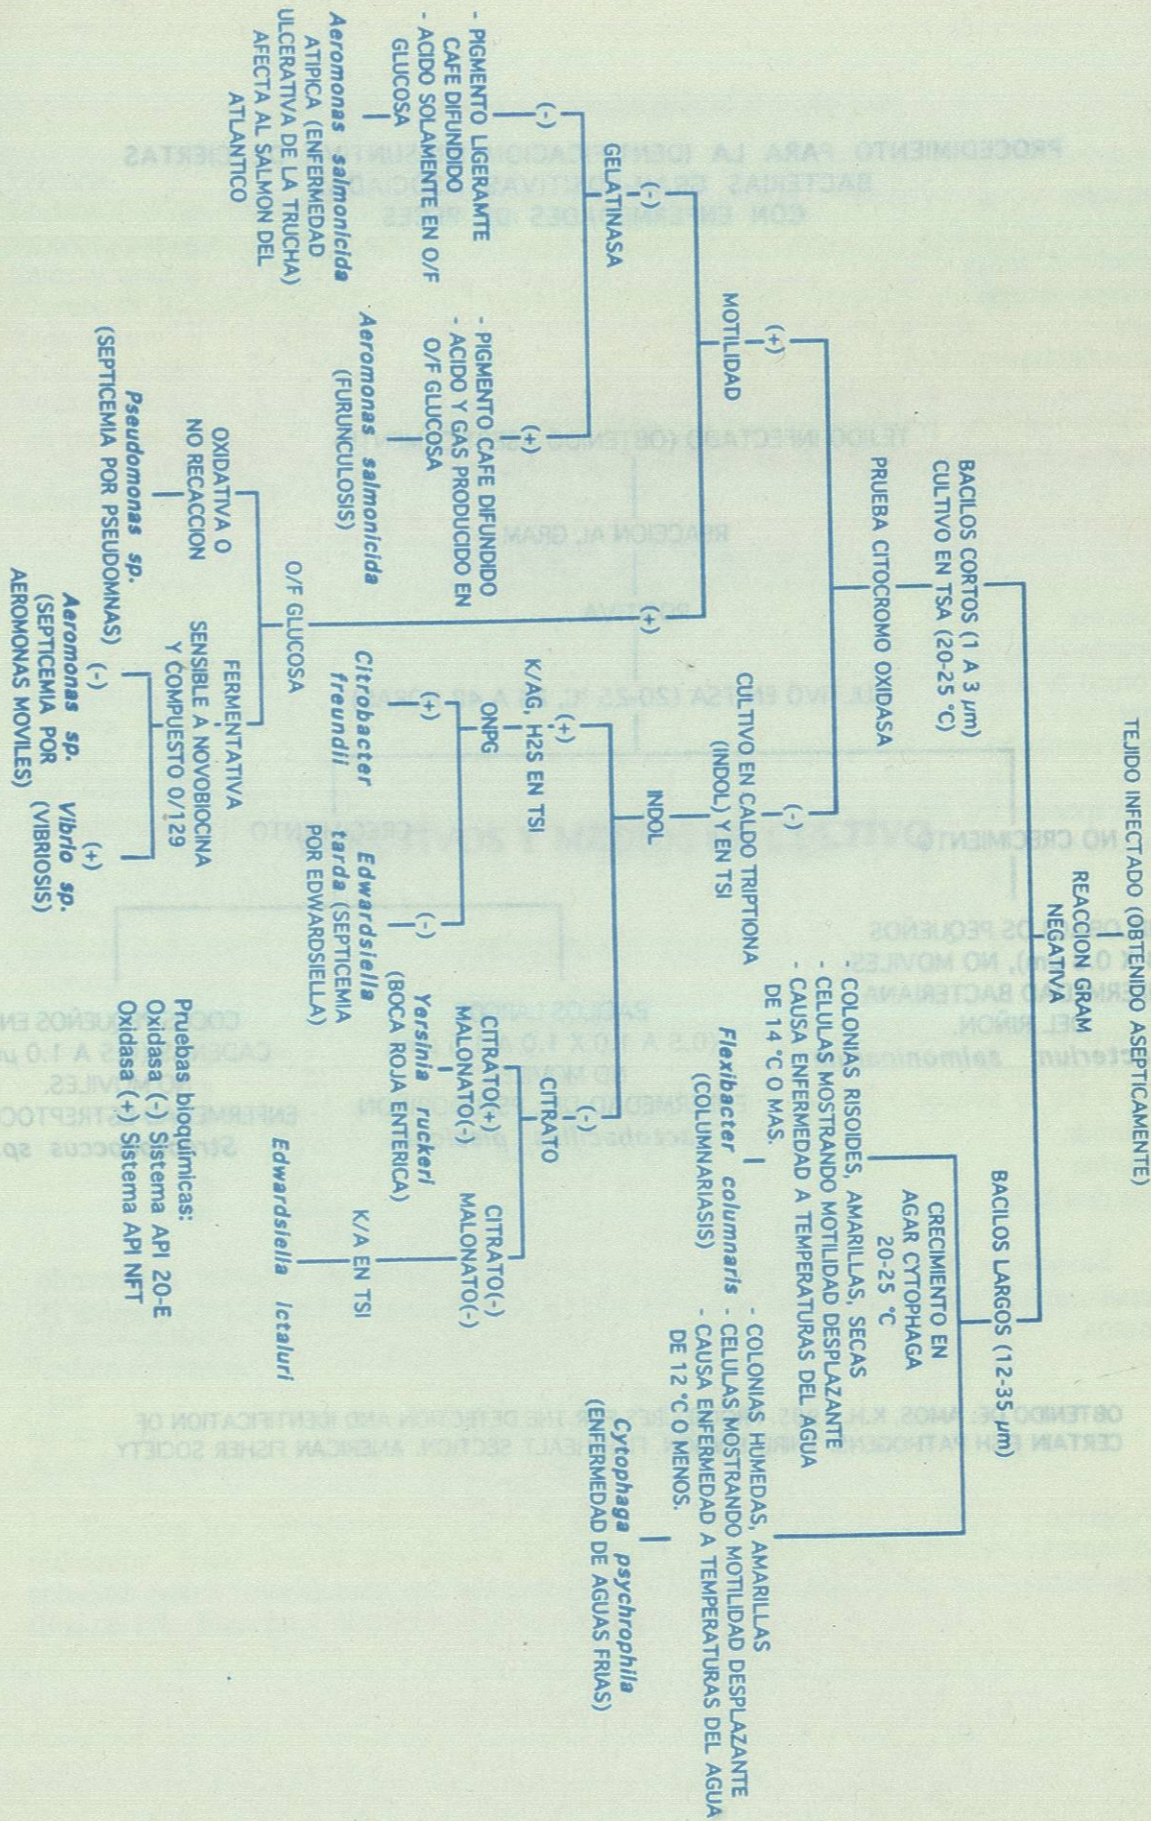 TEJIDO INFECTADO (OBTENIDO ASEPTICAMENTE)
REACCION GRAM
NEGATIVA
BACILOS CORTOS (1 A 3 µm)
CULTIVO EN TSA (20-25 °C)
PRUEBA CITOCROMO OXIDASA
(+)
MOTILIDAD
(-)
GELATINASA
(-)
- PIGMENTO LIGERAMTE
CAFE DIFUNDIDO
- ACIDO SOLAMENTE EN O/F
GLUCOSA
Aeromonas salmonicida
ATIPICA (ENFERMEDAD
ULCERATIVA DE LA TRUCHA)
AFECTA AL SALMON DEL
ATLANTICO
(+)
- PIGMENTO CAFE DIFUNDIDO
- ACIDO Y GAS PRODUCIDO EN
O/F GLUCOSA
Aeromonas salmonicida
(FURUNCULOSIS)
(+)
O/F GLUCOSA
OXIDATIVA O
NO RECACCION
Pseudomonas sp.
(SEPTICEMIA POR PSEUDOMNAS)
FERMENTATIVA
SENSIBLE A NOVOBIOCINA
Y COMPUESTO 0/129
(-)
Aeromonas sp.
(SEPTICEMIA POR
AEROMONAS MOVILES)
(+)
Vibrio sp.
(VIBRIOSIS)
(-)
CULTIVO EN CALDO TRIPTIONA
(INDOL) Y EN TSI
INDOL
(+)
K/AG, H2S EN TSI
ONPG
(+)
Citrobacter
freundii
(-)
Edwardsiella
tarda (SEPTICEMIA
POR EDWARDSIELLA)
(-)
CITRATO
CITRATO(+)
MALONATO(-)
Yersinia ruckeri
(BOCA ROJA ENTERICA)
CITRATO(-)
MALONATO(-)
K/A EN TSI
Edwardsiella ictaluri
Puebas bioquímicas:
Oxidasa (-) Sistema API 20-E
Oxidasa (+) Sistema API NFT
BACILOS LARGOS (12-35 µm)
CRECIMIENTO EN
AGAR CYTOPHAGA
20-25 °C
- COLONIAS RISOIDES, AMARILLAS, SECAS
- CELULAS MOSTRANDO MOTILIDAD DESPLAZANTE
- CAUSA ENFERMEDAD A TEMPERATURAS DEL AGUA
DE 14 °C O MAS.
Flexibacter columnaris
(COLUMNARIASIS)
- COLONIAS HUMEDAS, AMARILLAS
- CELULAS MOSTRANDO MOTILIDAD DESPLAZANTE
- CAUSA ENFERMEDAD A TEMPERATURAS DEL AGUA
DE 12 °C O MENOS.
Cytophaga psychrophila
(ENFERMEDAD DE AGUAS FRIAS)